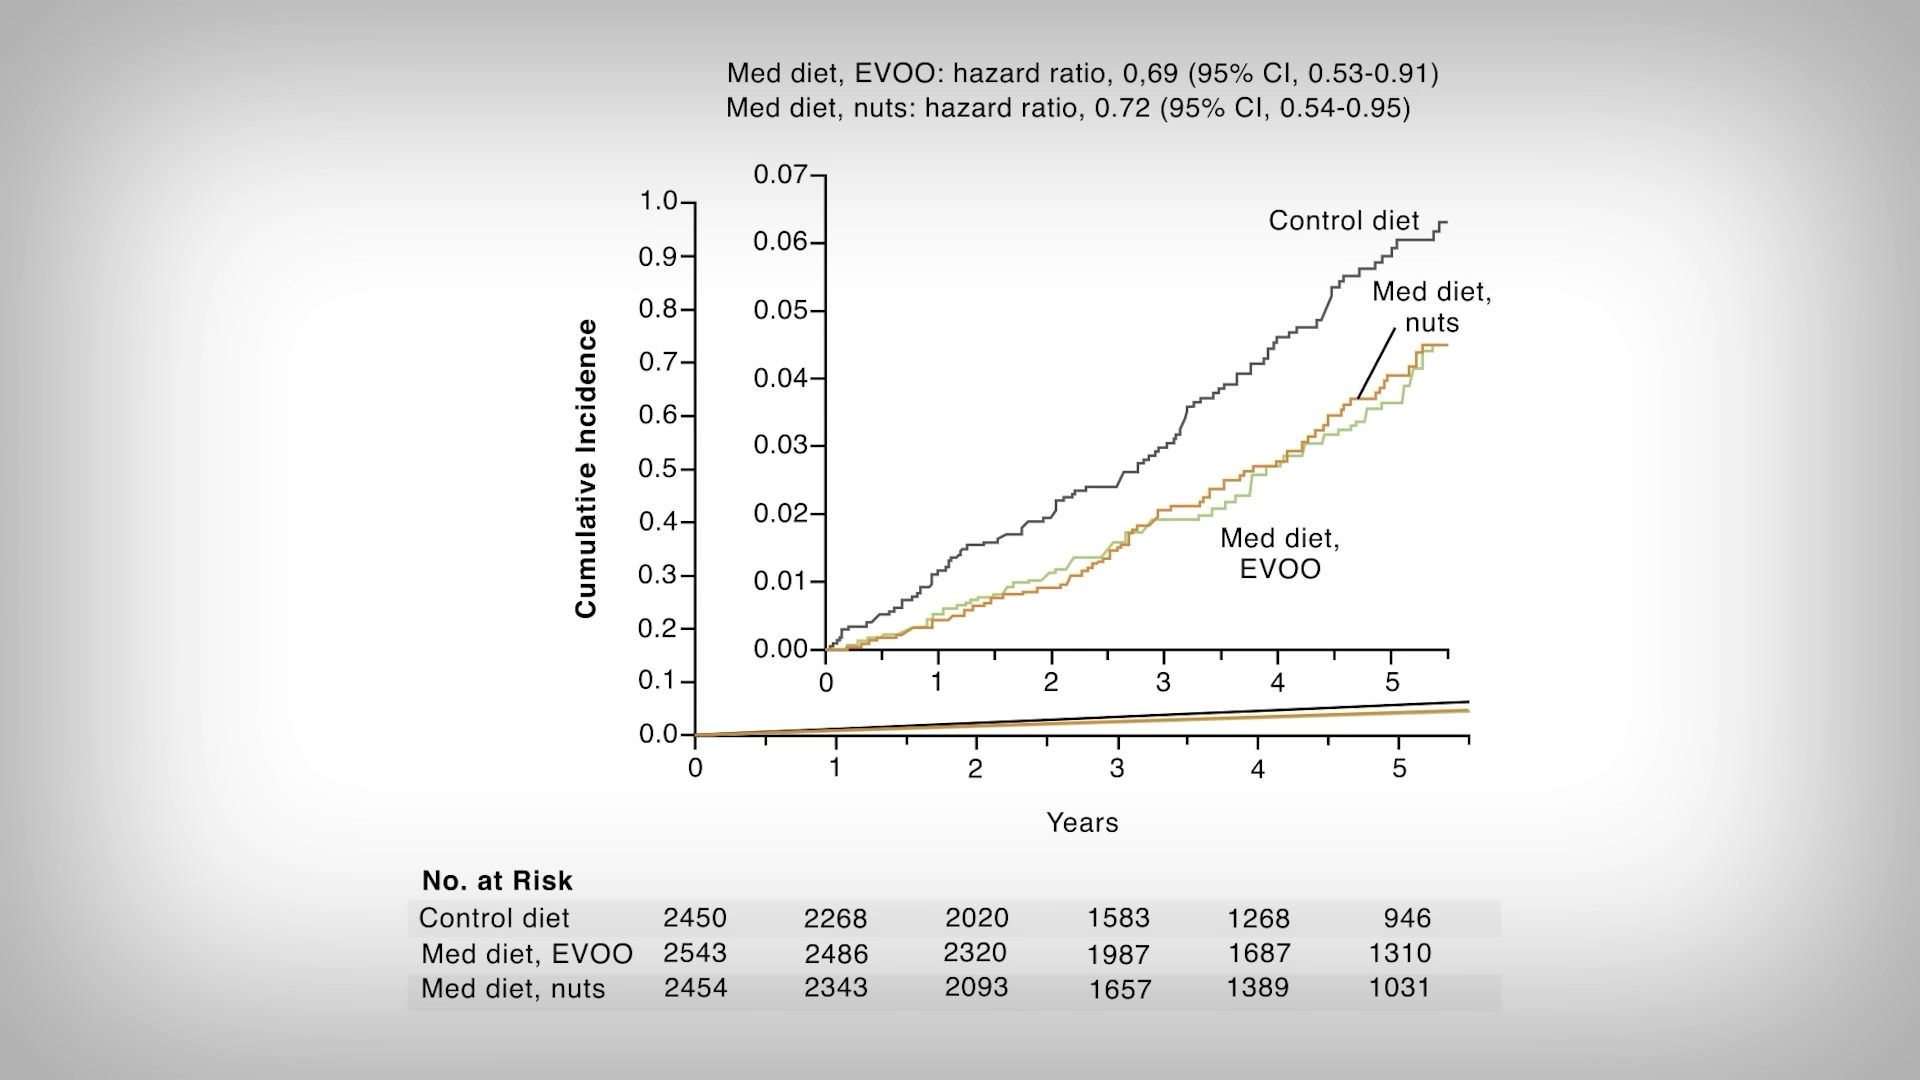 Med diet, EVOO: hazard ratio, 0,69 (95% CI, 0.53-0.91)
Med diet, nuts: hazard ratio, 0.72 (95% CI, 0.54-0.95)
Cumulative Incidence
1.0
0.9
0.8
0.7
0.6
0.5
0.4
0.3
0.2
0.1
0.0
0.07
0.06
0.05
0.04
0.03
0.02
0.01
0.00
Control diet
Med diet,
nuts
Med diet,
EVOO
0 1 2 3 4 5
0 1 2 3 4 5
Years
No. at Risk
Control diet 2450 2268 2020 1583 1268 946
Med diet, EVOO 2543 2486 2320 1987 1687 1310
Med diet, nuts 2454 2343 2093 1657 1389 1031